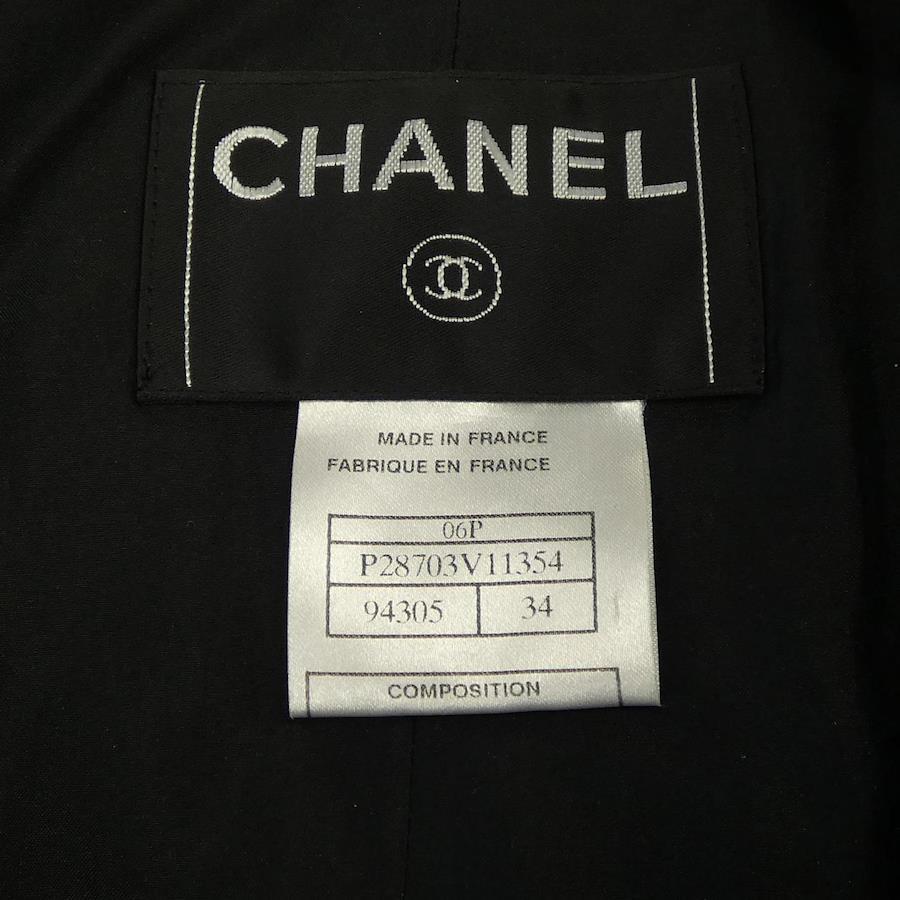 CHANEL
MADE IN FRANCE
FABRIQUE EN FRANCE
06P
P28703V11354
94305 34
COMPOSITION